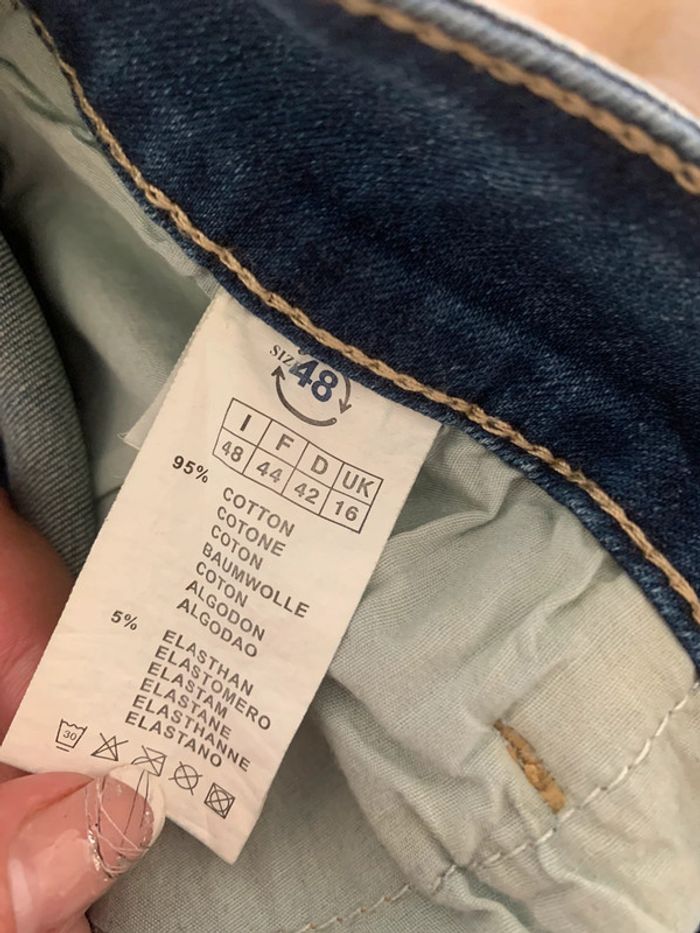 SIZE
48
I F D UK
48 44 42 16
95%
COTTON
COTONE
COTON
BAUMWOLLE
COTON
ALGODON
ALGODAO
5%
ELASTHAN
ELASTOMERO
ELASTAM
ELASTANE
ELASTHANNE
ELASTANO
30